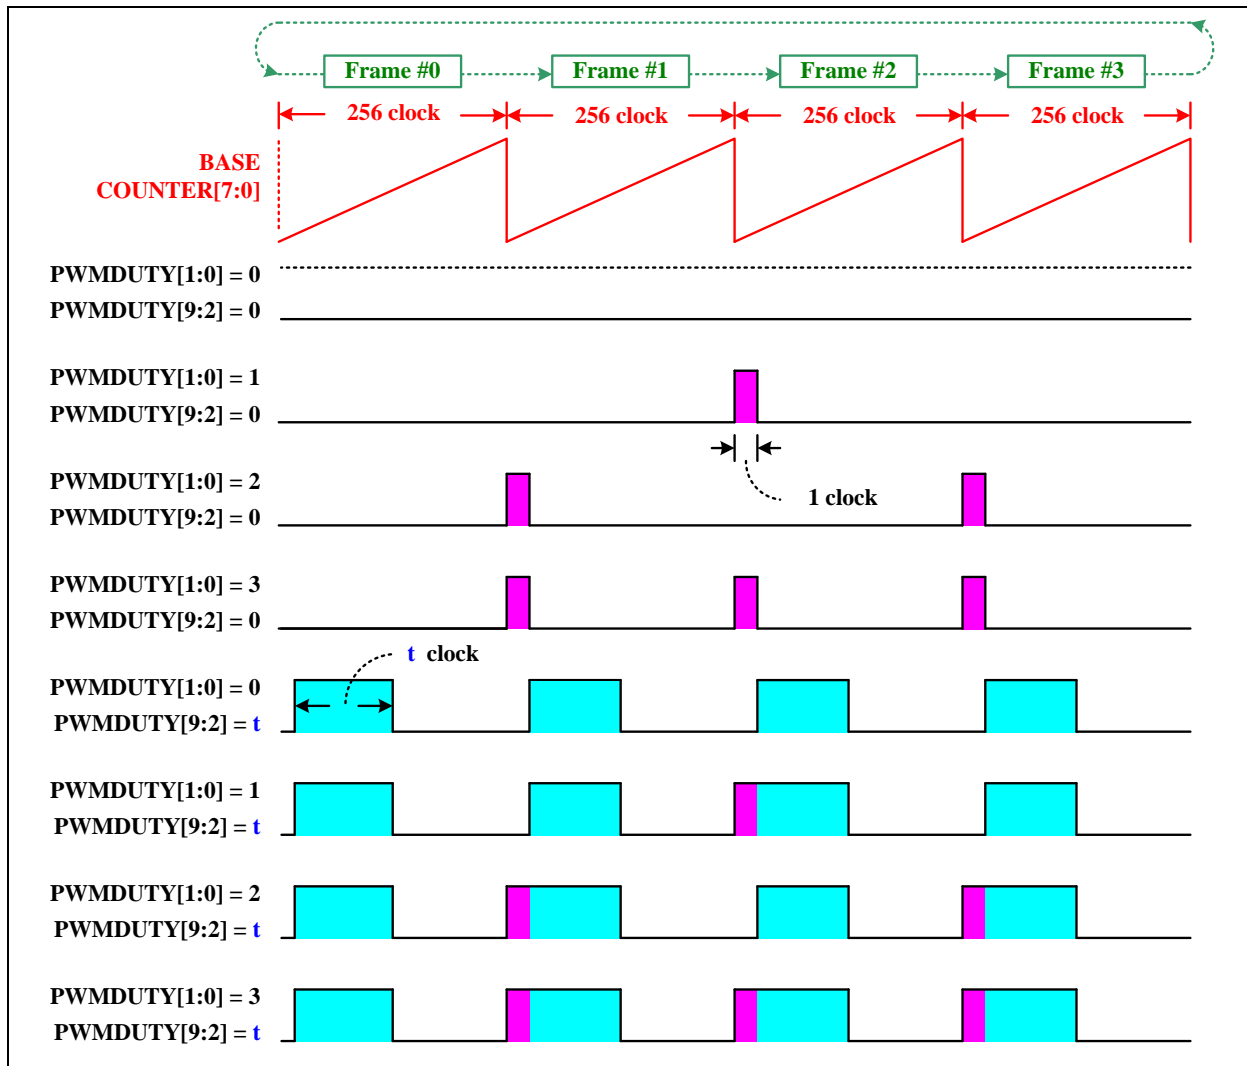 Frame #0 Frame #1 Frame #2 Frame #3
256 clock 256 clock 256 clock 256 clock
BASE
COUNTER[7:0]
PWMDUTY[1:0] = 0
PWMDUTY[9:2] = 0
PWMDUTY[1:0] = 1
PWMDUTY[9:2] = 0
PWMDUTY[1:0] = 2
1 clock
PWMDUTY[9:2] = 0
PWMDUTY[1:0] = 3
PWMDUTY[9:2] = 0
t clock
PWMDUTY[1:0] = 0
PWMDUTY[9:2] = t
PWMDUTY[1:0] = 1
PWMDUTY[9:2] = t
PWMDUTY[1:0] = 2
PWMDUTY[9:2] = t
PWMDUTY[1:0] = 3
PWMDUTY[9:2] = t